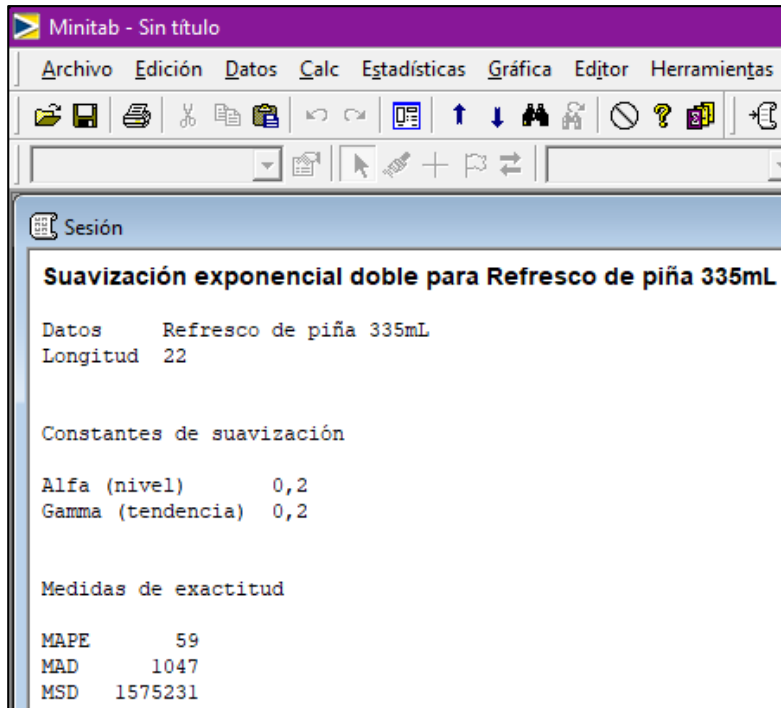 Minitab - Sin título
Archivo Edición Datos Calc Estadísticas Gráfica Editor Herramientas
Sesión
Suavización exponencial doble para Refresco de piña 335mL
Datos Refresco de piña 335mL
Longitud 22
Constantes de suavización
Alfa (nivel) 0,2
Gamma (tendencia) 0,2
Medidas de exactitud
MAPE 59
MAD 1047
MSD 1575231